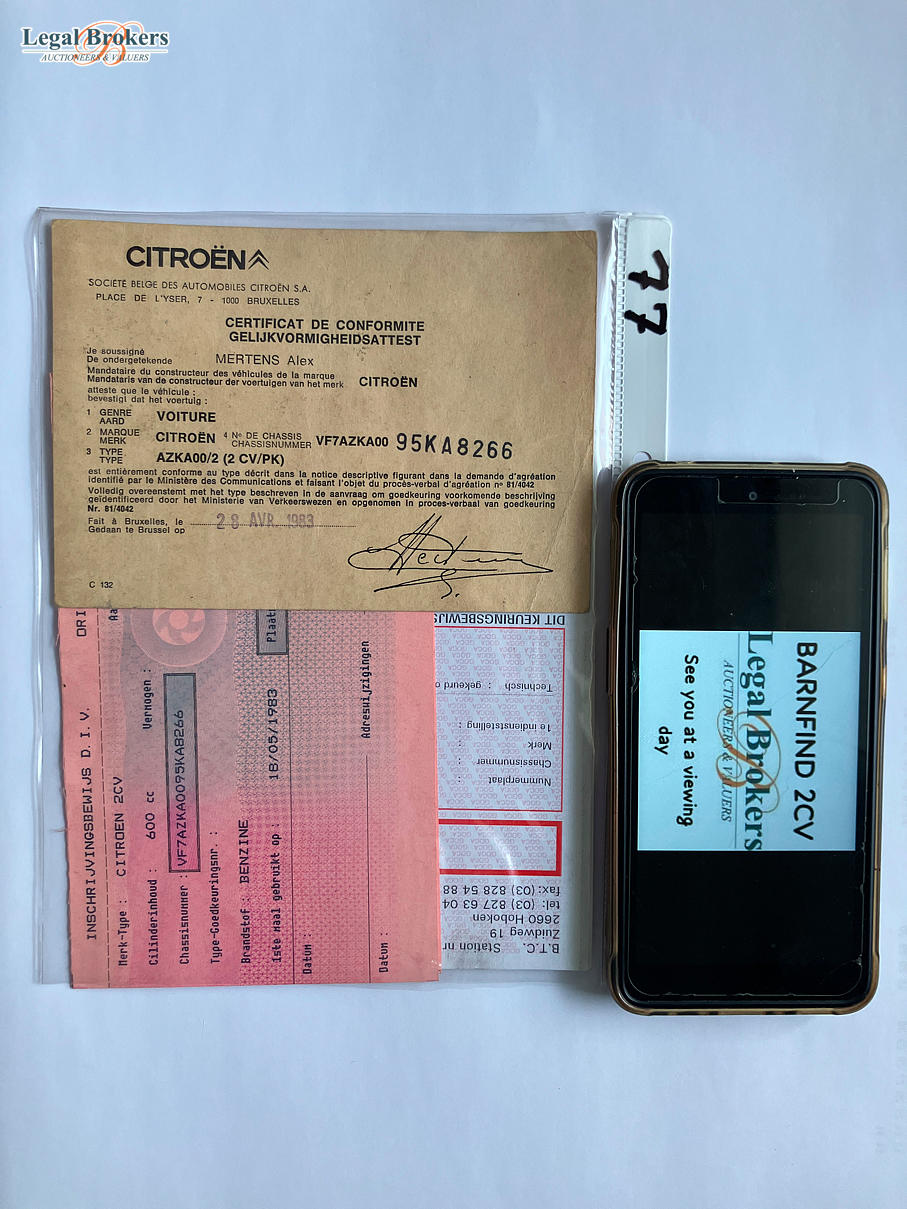 Legal Brokers
AUCTIONEERS & VALUERS
77
CITROËN
SOCIÉTÉ BELGE DES AUTOMOBILES CITROËN S.A.
PLACE DE L'YSER, 7 - 1000 BRUXELLES
CERTIFICAT DE CONFORMITE
GELIJKVORMIGHEIDSATTEST
Je soussigné
De ondergetekende
MERTENS Alex
Mandataire du constructeur des véhicules de la marque
Mandataris van de constructeur der voertuigen van het merk
CITROËN
atteste que le véhicule :
bevestigt dat het voertuig :
1 GENRE
AARD
VOITURE
2 MARQUE
MERK
CITROËN
4 No DE CHASSIS
CHASSISNUMMER
VF7AZKA00 95KA8266
3 TYPE
TYPE
AZKA00/2 (2 CV/PK)
est entièrement conforme au type décrit dans la notice descriptive figurant dans la demande d'agréation
identifié par le Ministère des Communications et faisant l'objet du procès-verbal d'agréation no 81/4042
Volledig overeenstemt met het type beschreven in de aanvraag om goedkeuring voorkomende beschrijving
geïdentificeerd door het Ministerie van Verkeerswezen en opgenomen in proces-verbaal van goedkeuring
Nr. 81/4042
Fait à Bruxelles, le
Gedaan te Brussel op
28 AVR. 1983
C 132
INSCHRIJVINGSBEWIJS D.I.V.
ORI
Merk-Type : CITROEN 2CV
Cilinderinhoud : 600 cc
Vermogen :
Chassisnummer : VF7AZKA0095KA8266
Type-Goedkeuringsnr. :
Brandstof : BENZINE
1ste maal gebruikt op : 18/05/1983
Plaat
Datum :
Adreswijzigingen
Datum :
DIT KEURINGSBEWIJS
Technisch gekeurd o
1e indienststelling :
Merk :
Chassisnummer :
Nummerplaat :
B.T.C. Station nr
Zuidweg 19
2660 Hoboken
tel: (03) 827 63 04
fax: (03) 828 54 88
BARNFIND 2CV
Legal Brokers
AUCTIONEERS & VALUERS
See you at a viewing
day